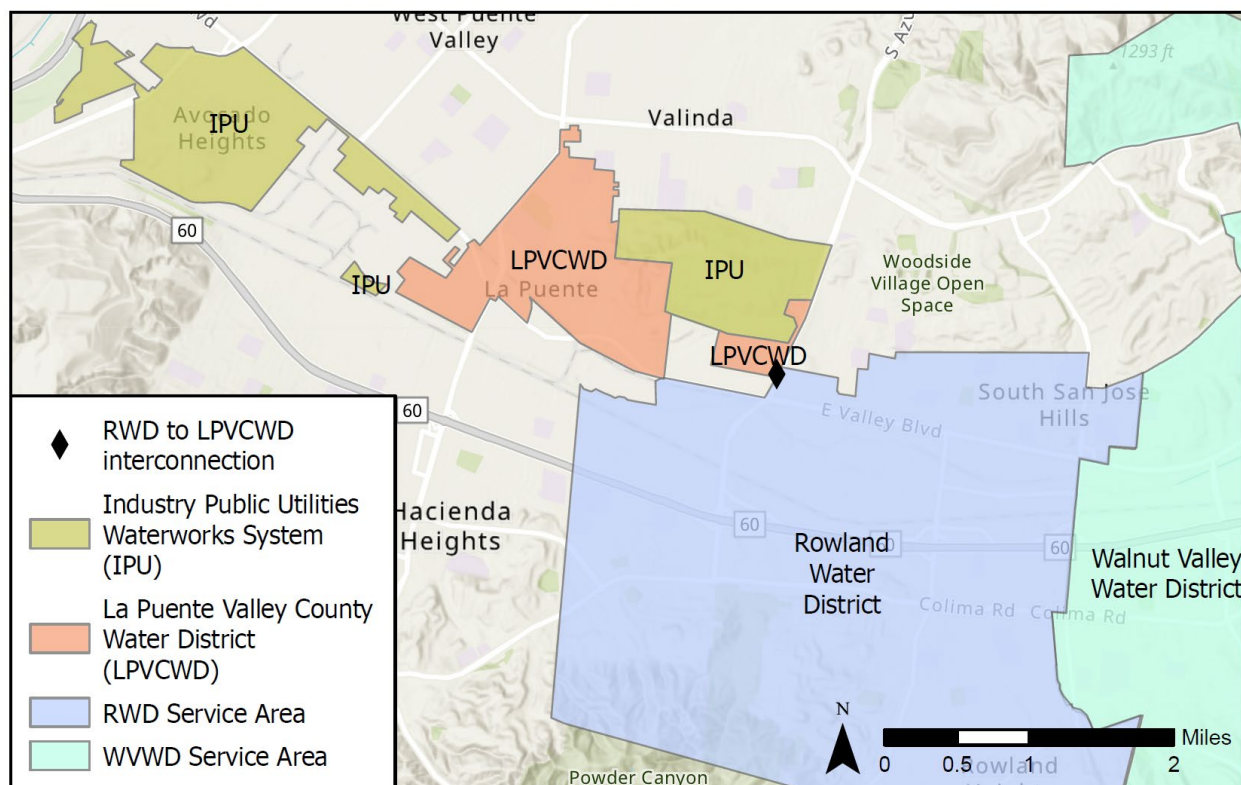 West Puente
Valley
S Azu
1293 ft
Avocado
Heights
IPU
Valinda
60
LPVCWD
La Puente
IPU
Woodside
Village Open
Space
IPU
LPVCWD
South San Jose
Hills
60
E Valley Blvd
RWD to LPVCWD
interconnection
Industry Public Utilities
Waterworks System
(IPU)
La Puente Valley County
Water District
(LPVCWD)
RWD Service Area
WVWD Service Area
Hacienda
Heights
60
60
Rowland
Water
District
Walnut Valley
Water District
Colima Rd
Colima Rd
N
Miles
0
0.5
1
2
Rowland
Powder Canyon